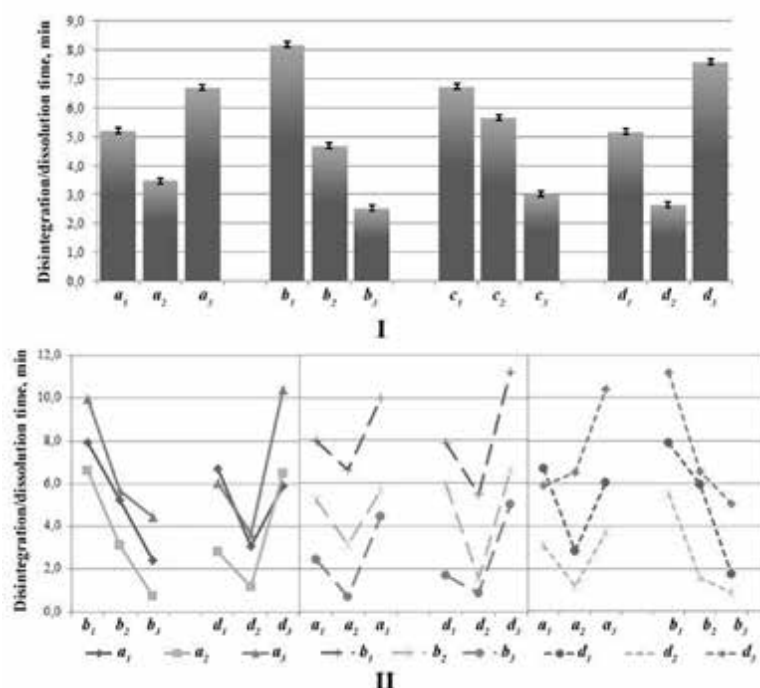 Disintegration/dissolution time, min
9,0
8,0
7,0
6,0
5,0
4,0
3,0
2,0
1,0
0,0
a1 a2 a3 b1 b2 b3 c1 c2 c3 d1 d2 d3
I
Disintegration/dissolution time, min
12,0
10,0
8,0
6,0
4,0
2,0
0,0
b1 b2 b3 d1 d2 d3 a1 a2 a3 d1 d2 d3 a1 a2 a3 b1 b2 b3
a1 a2 a3 b1 b2 b3 d1 d2 d3
II